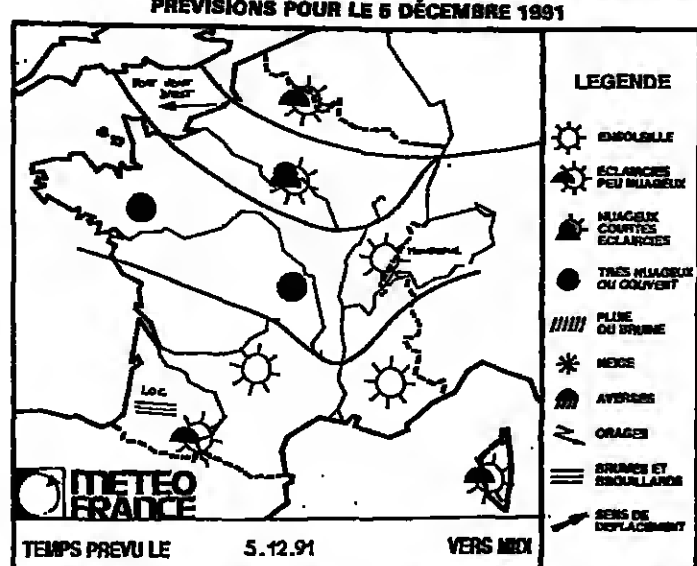 PRÉVISIONS POUR LE 5 DÉCEMBRE 1991
LEGENDE
ENSOLEILLE
ECLAIRCIES
PEU NUAGEUX
NUAGEUX
COURTES
ECLAIRCIES
TRES NUAGEUX
OU COUVERT
PLUIE
OU BRUINE
NEIGE
AVERSES
ORAGES
BRUMES ET
BROUILLARDS
SENS DE
DEPLACEMENT
LOC
METEO
FRANCE
TEMPS PREVU LE 5.12.91 VERS MIDI